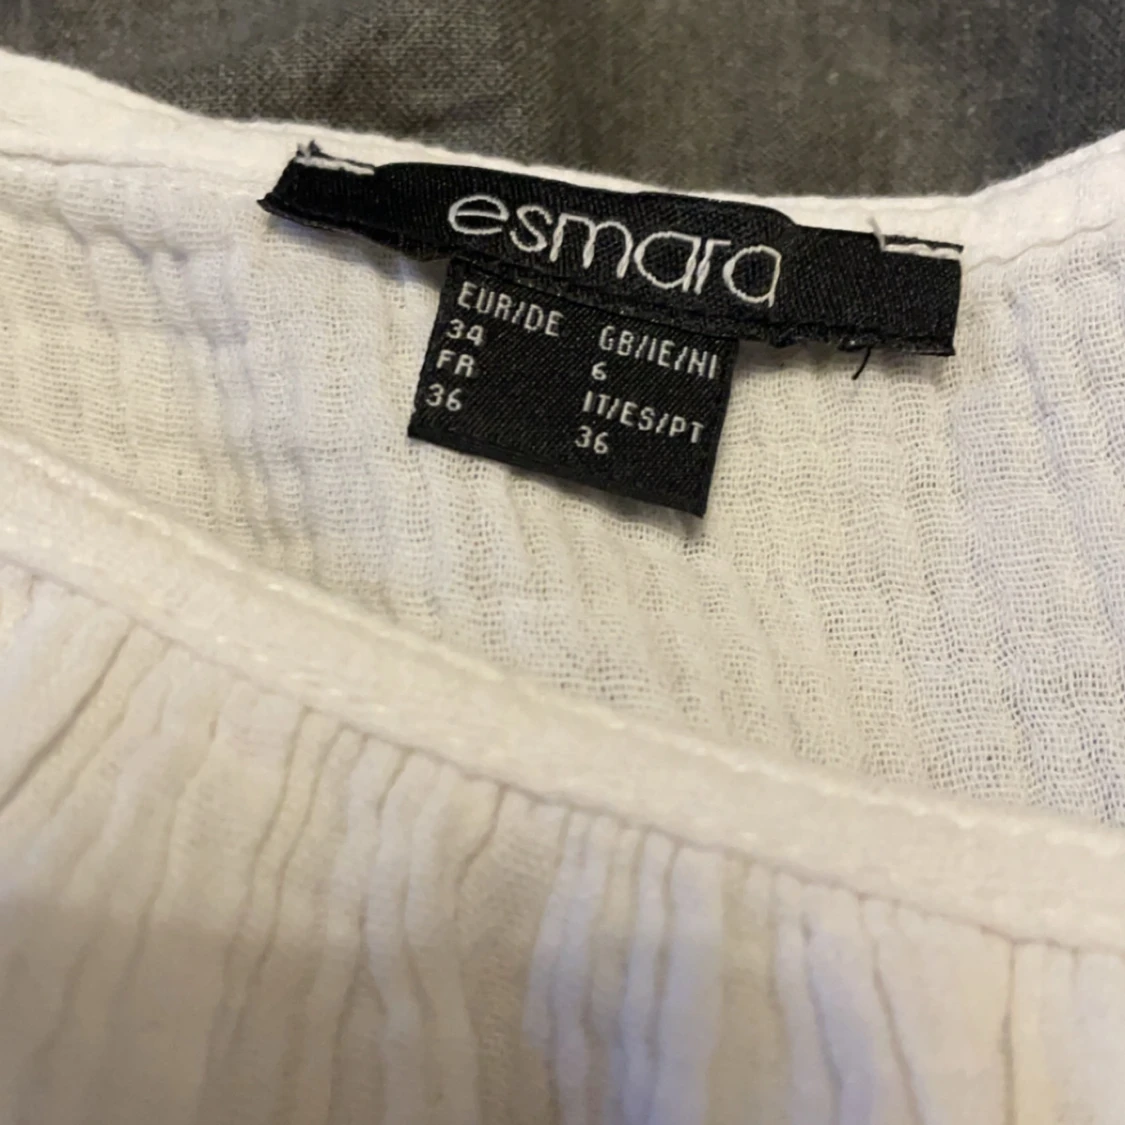 esmara
EUR/DE GB/IE/NI
34 6
FR IT/ES/PT
36 36